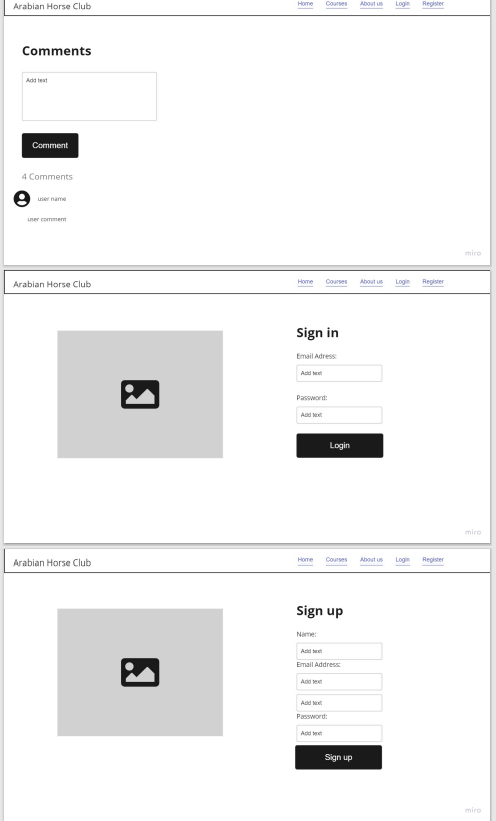 Arabian Horse Club Home Courses About us Login Register
Comments
Add text
Comment
4 Comments
user name
user comment
miro
Arabian Horse Club Home Courses About us Login Register
Sign in
Email Adress:
Add text
Password:
Add text
Login
miro
Arabian Horse Club Home Courses About us Login Register
Sign up
Name:
Add text
Email Address:
Add text
Add text
Password:
Add text
Sign up
miro